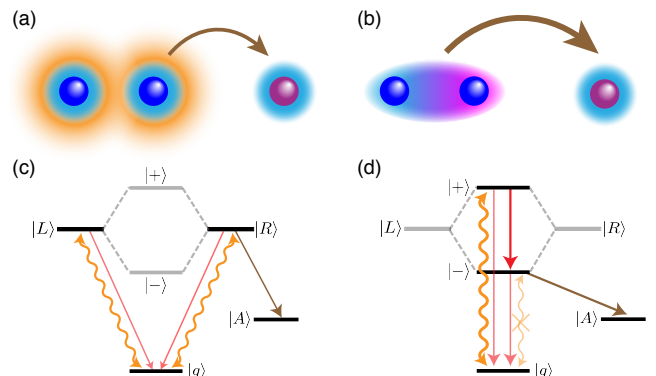 (a)
(b)
(c)
(d)
|+⟩
|L⟩
|R⟩
|−⟩
|A⟩
|g⟩
|+⟩
|L⟩
|R⟩
|−⟩
|A⟩
|g⟩